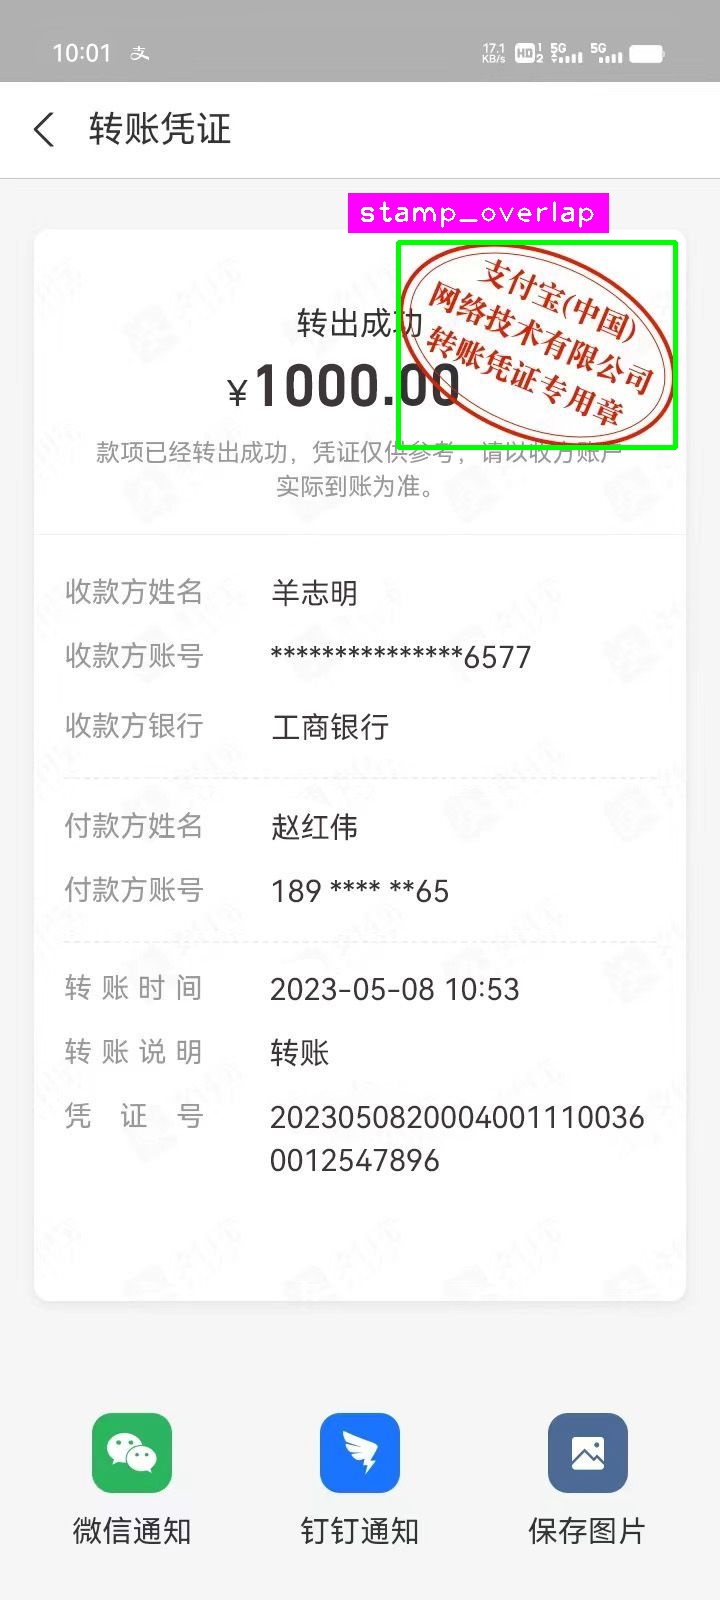 10:01 支 17.1 KB/s HD 1 2 5G 5G
转账凭证
stamp_overlap
支付宝(中国)
网络技术有限公司
转账凭证专用章
转出成功
¥1000.00
款项已经转出成功，凭证仅供参考，请以收方账户
实际到账为准。
收款方姓名 羊志明
收款方账号 ***************6577
收款方银行 工商银行
付款方姓名 赵红伟
付款方账号 189 **** **65
转账时间 2023-05-08 10:53
转账说明 转账
凭证号 2023050820004001110036
0012547896
微信通知 钉钉通知 保存图片